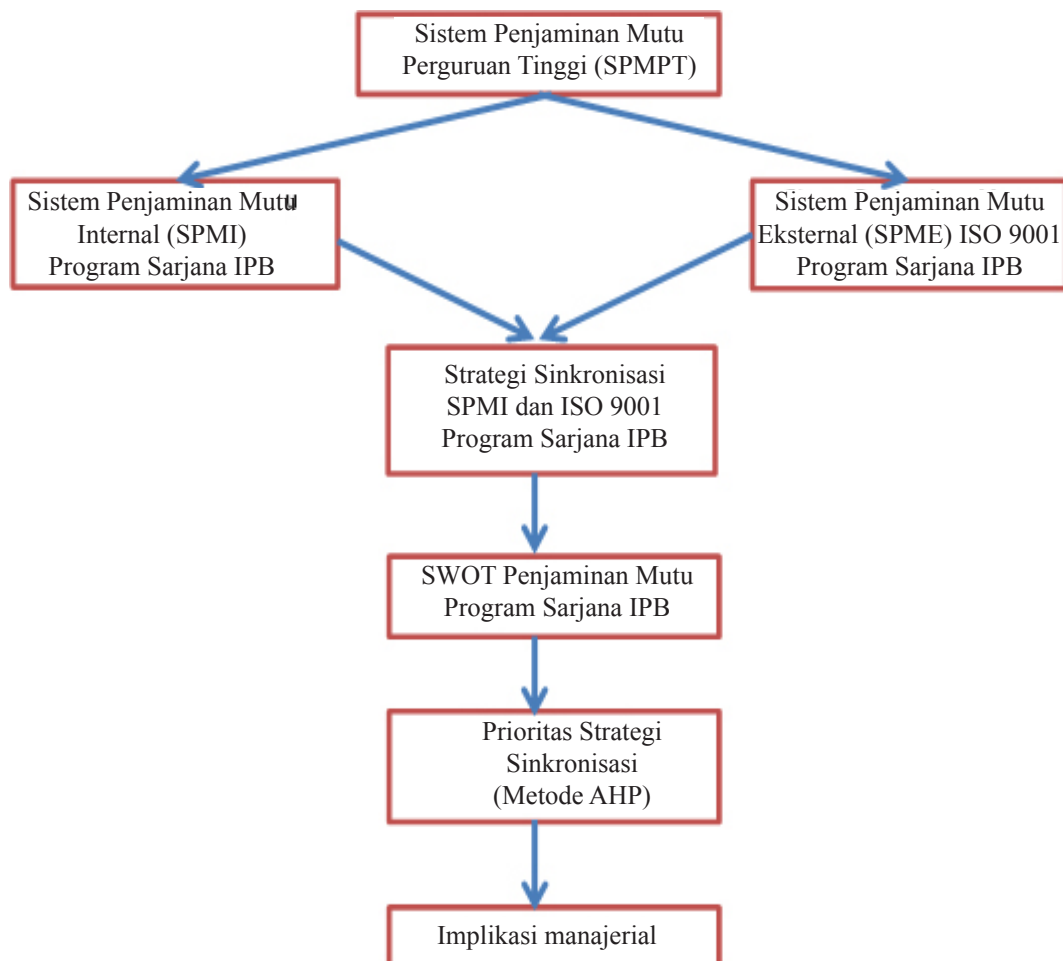 Sistem Penjaminan Mutu
Perguruan Tinggi (SPMPT)
Sistem Penjaminan Mutu
Internal (SPMI)
Program Sarjana IPB
Sistem Penjaminan Mutu
Eksternal (SPME) ISO 9001
Program Sarjana IPB
Strategi Sinkronisasi
SPMI dan ISO 9001
Program Sarjana IPB
SWOT Penjaminan Mutu
Program Sarjana IPB
Prioritas Strategi
Sinkronisasi
(Metode AHP)
Implikasi manajerial